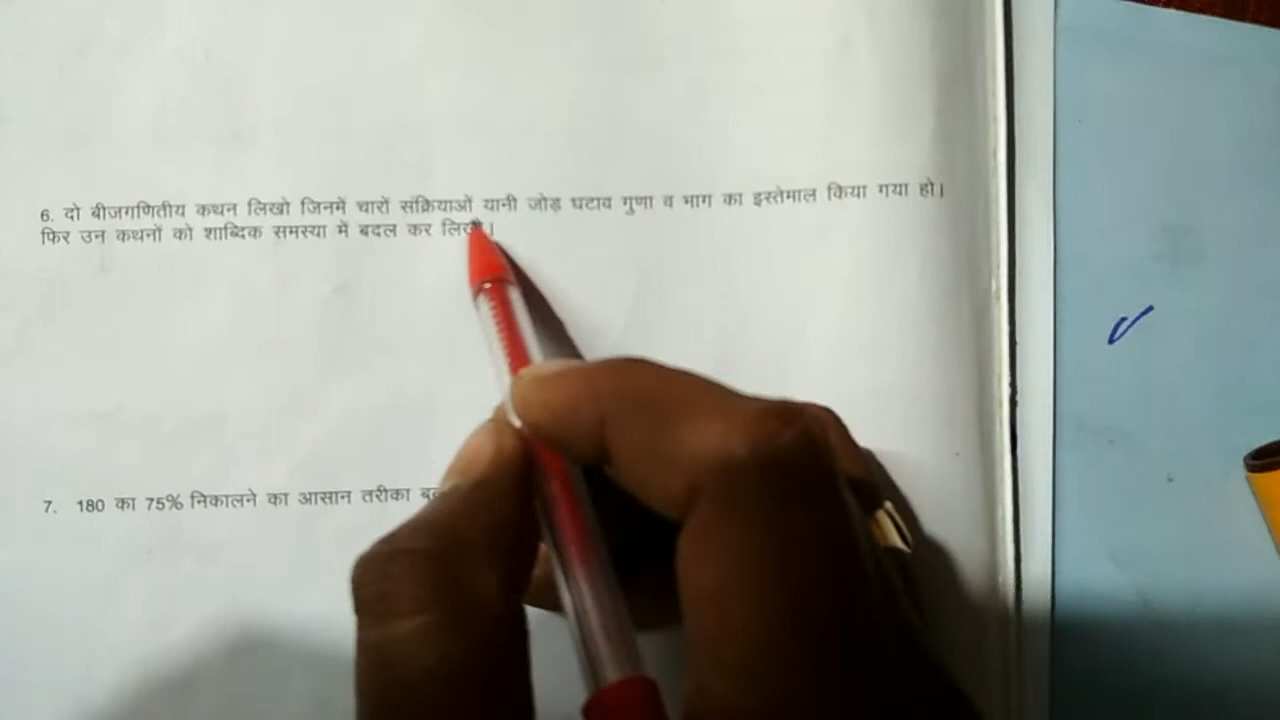 6. दो बीजगणितीय कथन लिखो जिनमें चारों संक्रियाओं यानी जोड़ घटाव गुणा व भाग का इस्तेमाल किया गया हो।
फिर उन कथनों को शाब्दिक समस्या में बदल कर
7. 180 का 75% निकालने का आसान तरीका